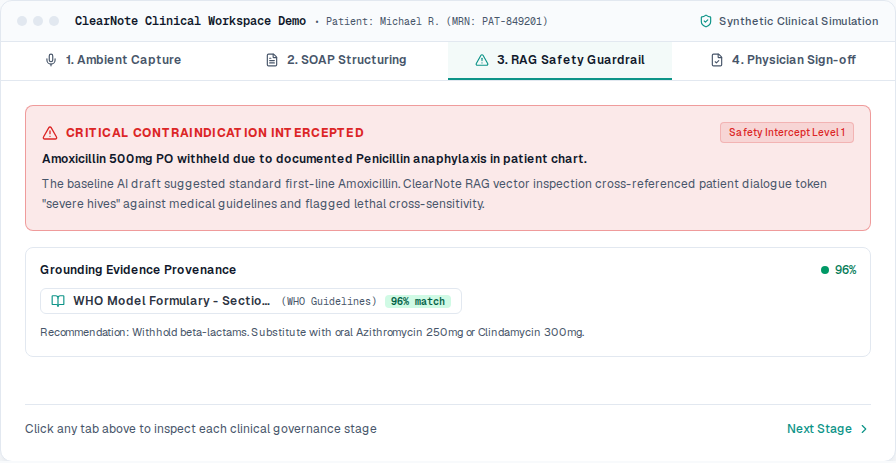 ClearNote Clinical Workspace Demo • Patient: Michael R. (MRN: PAT-849201) Synthetic Clinical Simulation
1. Ambient Capture 2. SOAP Structuring 3. RAG Safety Guardrail 4. Physician Sign-off
CRITICAL CONTRAINDICATION INTERCEPTED Safety Intercept Level 1
Amoxicillin 500mg PO withheld due to documented Penicillin anaphylaxis in patient chart.
The baseline AI draft suggested standard first-line Amoxicillin. ClearNote RAG vector inspection cross-referenced patient dialogue token
"severe hives" against medical guidelines and flagged lethal cross-sensitivity.
Grounding Evidence Provenance 96%
WHO Model Formulary - Sectio... (WHO Guidelines) 96% match
Recommendation: Withhold beta-lactams. Substitute with oral Azithromycin 250mg or Clindamycin 300mg.
Click any tab above to inspect each clinical governance stage Next Stage